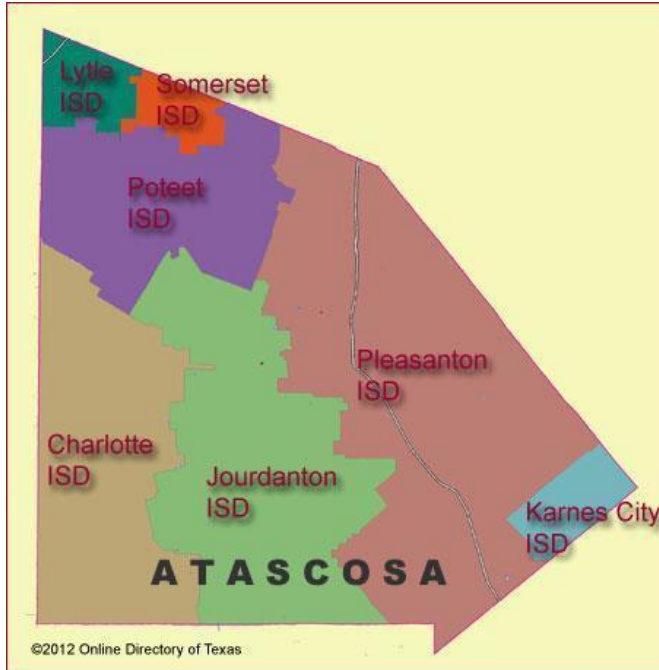 Lytle
ISD
Somerset
ISD
Poteet
ISD
Pleasanton
ISD
Charlotte
ISD
Jourdanton
ISD
Karnes City
ISD
ATASCOSA
©2012 Online Directory of Texas